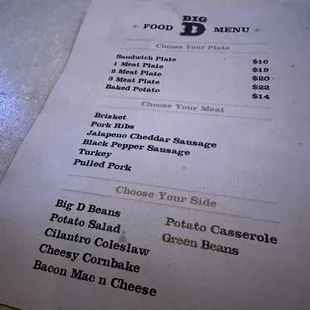 FOOD BIG D MENU
Choose Your Plate
Sandwich Plate $16
1 Meat Plate $19
2 Meat Plate $20
3 Meat Plate $22
Baked Potato $14
Choose Your Meat
Brisket
Pork Ribs
Jalapeno Cheddar Sausage
Black Pepper Sausage
Turkey
Pulled Pork
Choose Your Side
Big D Beans
Potato Salad
Cilantro Coleslaw
Cheesy Cornbake
Bacon Mac n Cheese
Potato Casserole
Green Beans